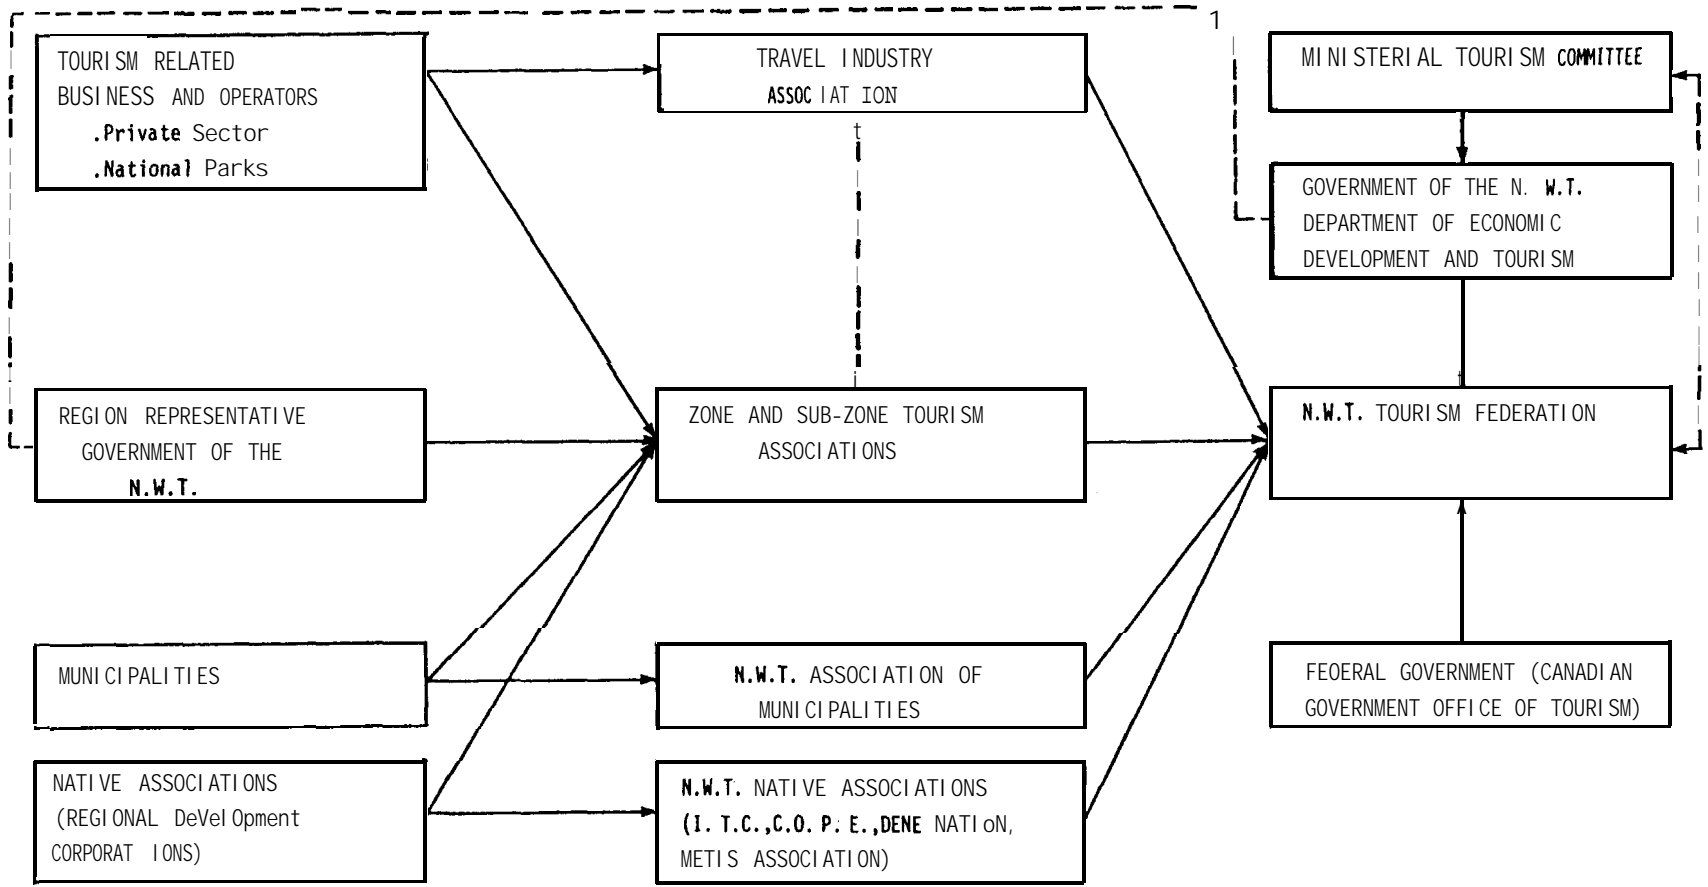 TOURISM RELATED
BUSINESS AND OPERATORS
.Private Sector
.National Parks
TRAVEL INDUSTRY
ASSOCIATION
1
MINISTERIAL TOURISM COMMITTEE
GOVERNMENT OF THE N. W.T.
DEPARTMENT OF ECONOMIC
DEVELOPMENT AND TOURISM
REGION REPRESENTATIVE
GOVERNMENT OF THE
N.W.T.
ZONE AND SUB-ZONE TOURISM
ASSOCIATIONS
N.W.T. TOURISM FEDERATION
MUNICIPALITIES
N.W.T. ASSOCIATION OF
MUNICIPALITIES
FEOERAL GOVERNMENT (CANADIAN
GOVERNMENT OFFICE OF TOURISM)
NATIVE ASSOCIATIONS
(REGIONAL DeVelOpment
CORPORATIONS)
N.W.T. NATIVE ASSOCIATIONS
(I.T.C.,C.O.P.E.,DENE NATIoN,
METIS ASSOCIATION)